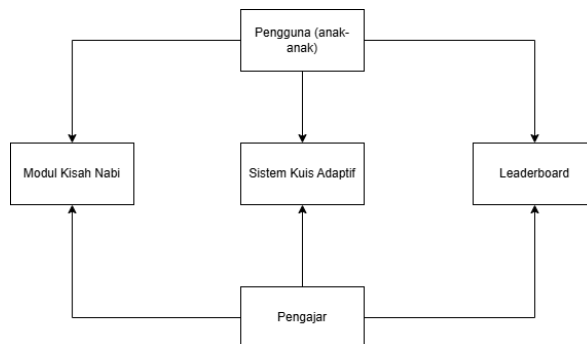 Pengguna (anak-
anak)
Modul Kisah Nabi
Sistem Kuis Adaptif
Leaderboard
Pengajar